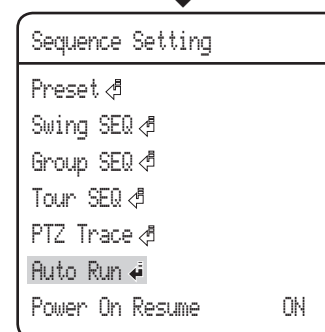 Sequence Setting
Preset
Swing SEQ
Group SEQ
Tour SEQ
PTZ Trace
Auto Run
Power On Resume ON